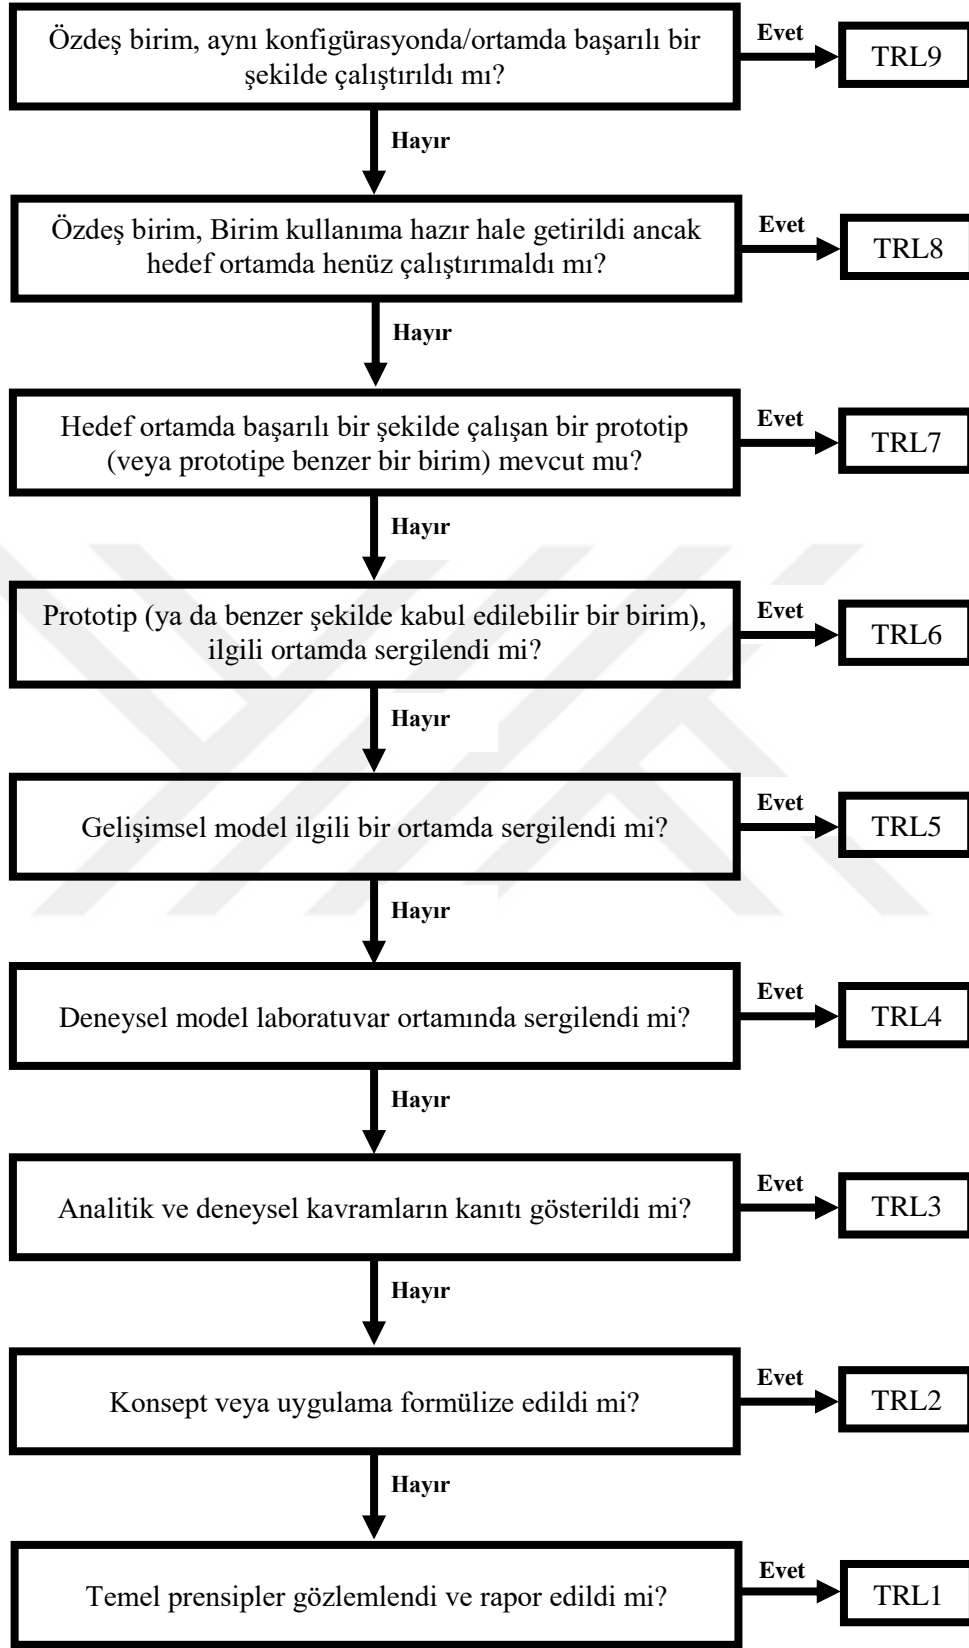 Özdeş birim, aynı konfigürasyonda/ortamda başarılı bir
şekilde çalıştırıldı mı?
Evet
TRL9
Hayır
Özdeş birim, Birim kullanıma hazır hale getirildi ancak
hedef ortamda henüz çalıştırımaldı mı?
Evet
TRL8
Hayır
Hedef ortamda başarılı bir şekilde çalışan bir prototip
(veya prototipe benzer bir birim) mevcut mu?
Evet
TRL7
Hayır
Prototip (ya da benzer şekilde kabul edilebilir bir birim),
ilgili ortamda sergilendi mi?
Evet
TRL6
Hayır
Gelişimsel model ilgili bir ortamda sergilendi mi?
Evet
TRL5
Hayır
Deneysel model laboratuvar ortamında sergilendi mi?
Evet
TRL4
Hayır
Analitik ve deneysel kavramların kanıtı gösterildi mi?
Evet
TRL3
Hayır
Konsept veya uygulama formülize edildi mi?
Evet
TRL2
Hayır
Temel prensipler gözlemlendi ve rapor edildi mi?
Evet
TRL1